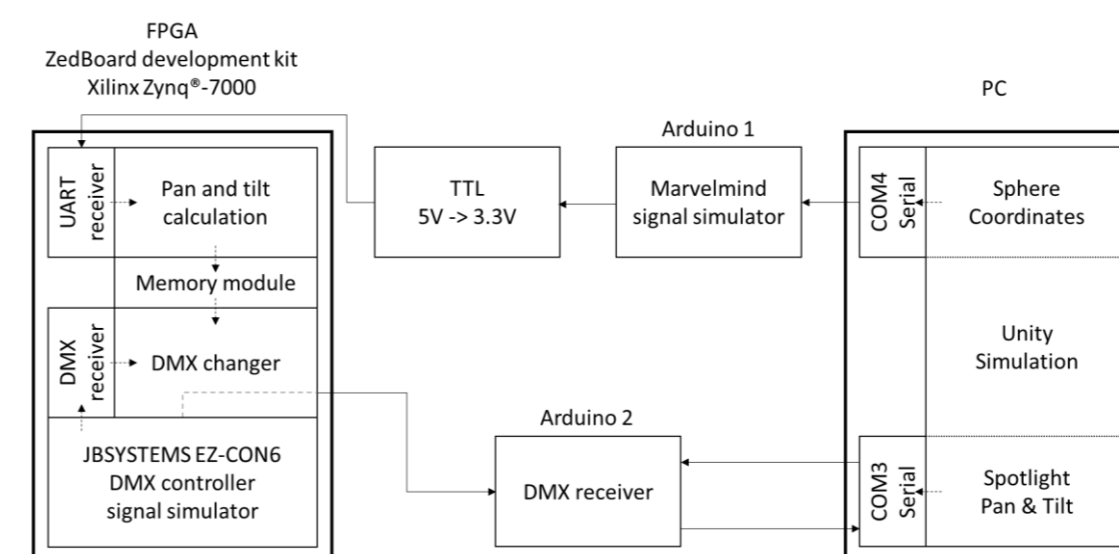 FPGA
ZedBoard development kit
Xilinx Zynq®-7000
PC
Arduino 1
UART
receiver
Pan and tilt
calculation
TTL
5V -> 3.3V
Marvelmind
signal simulator
COM4
Serial
Sphere
Coordinates
Memory module
DMX
receiver
DMX changer
Unity
Simulation
Arduino 2
JBSYSTEMS EZ-CON6
DMX controller
signal simulator
DMX receiver
COM3
Serial
Spotlight
Pan & Tilt